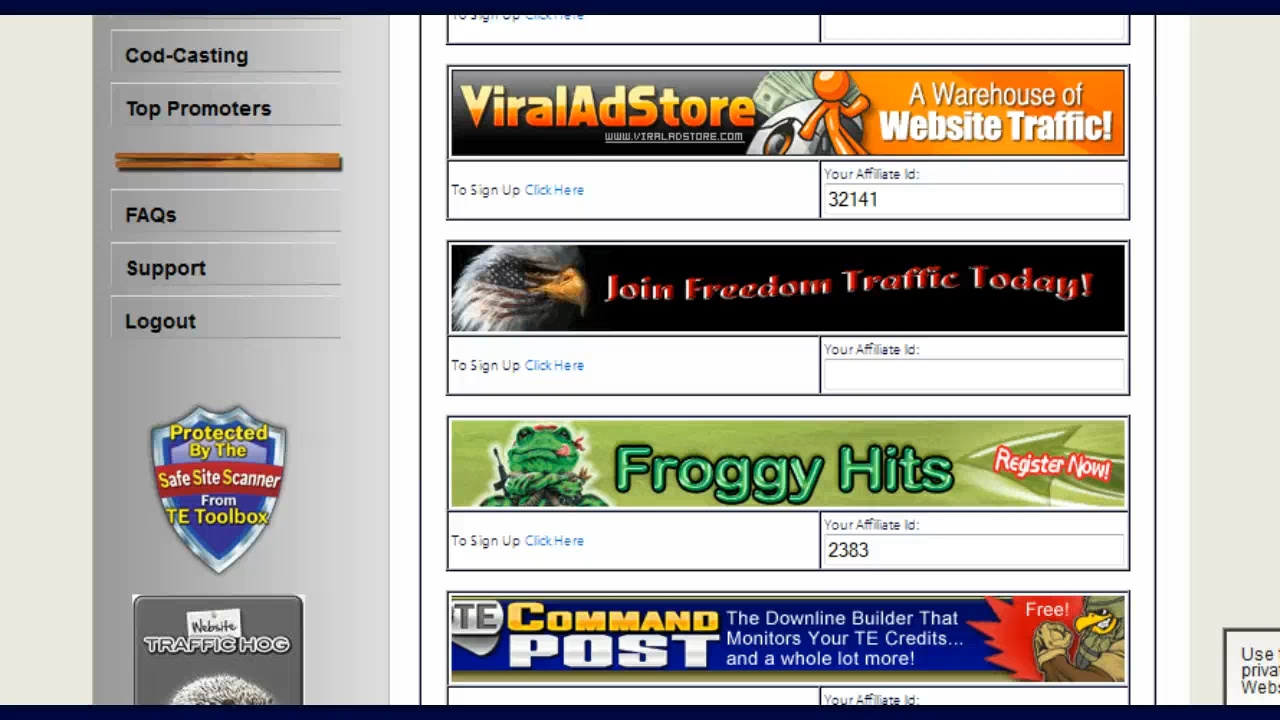 To Sign Up Click Here
Cod-Casting
Top Promoters
FAQs
Support
Logout
Protected
By The
Safe Site Scanner
From
TE Toolbox
Website
TRAFFIC HOG
ViralAdStore
WWW.VIRALADSTORE.COM
A Warehouse of
Website Traffic!
To Sign Up Click Here
Your Affiliate Id:
32141
Join Freedom Traffic Today!
To Sign Up Click Here
Your Affiliate Id:
Froggy Hits
Register Now!
To Sign Up Click Here
Your Affiliate Id:
2383
TE COMMAND
POST
The Downline Builder That
Monitors Your TE Credits...
and a whole lot more!
Free!
Your Affiliate Id:
Use
priva
Webs